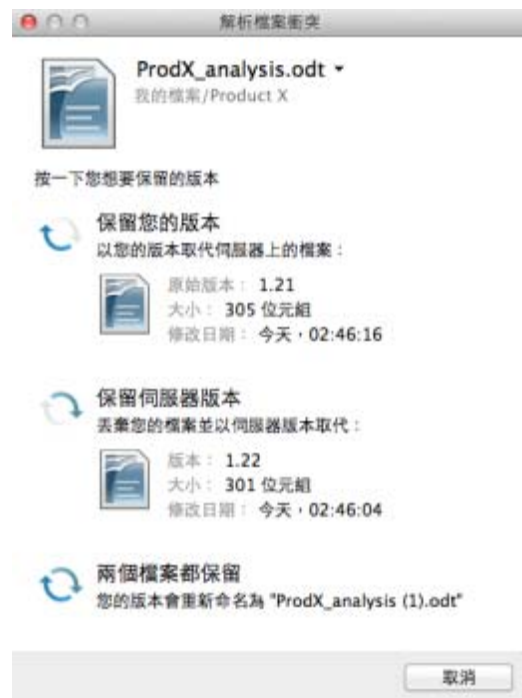 解析檔案衝突
ProdX_analysis.odt
我的檔案/Product X
按一下您想要保留的版本
保留您的版本
以您的版本取代伺服器上的檔案：
原始版本： 1.21
大小： 305 位元組
修改日期： 今天，02:46:16
保留伺服器版本
丟棄您的檔案並以伺服器版本取代：
版本： 1.22
大小： 301 位元組
修改日期： 今天，02:46:04
兩個檔案都保留
您的版本會重新命名為 "ProdX_analysis (1).odt"
取消